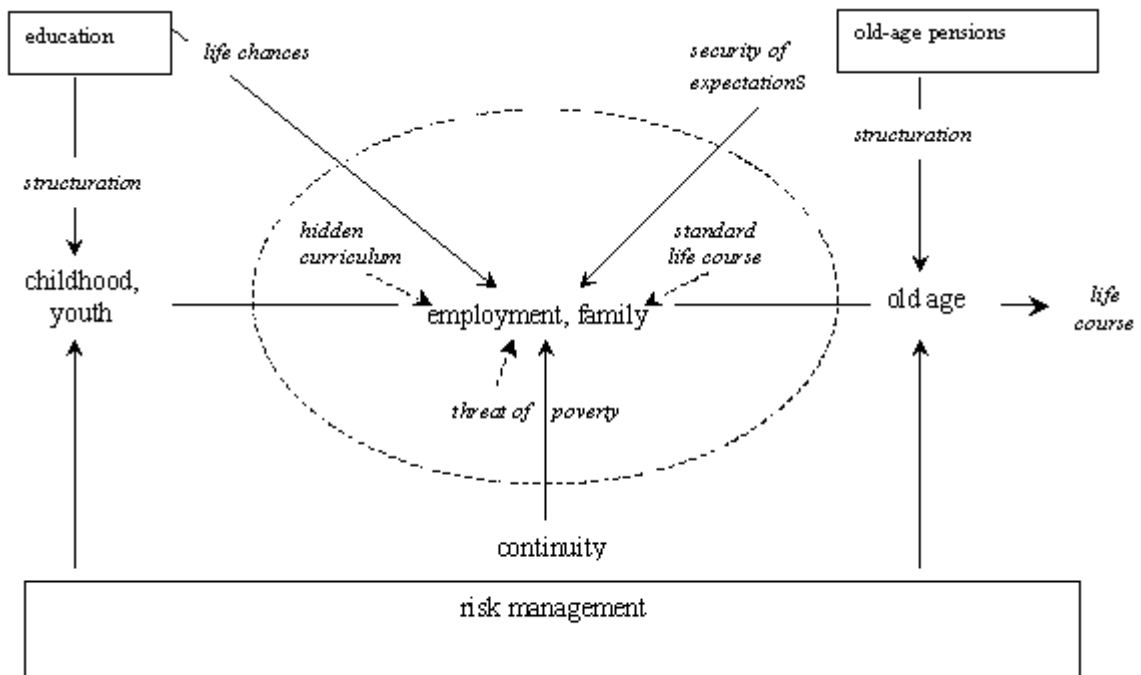 education
old-age pensions
life chances
security of
expectationS
structuration
structuration
hidden
curriculum
standard
life course
childhood,
youth
employment, family
old age
life
course
threat of poverty
continuity
risk management